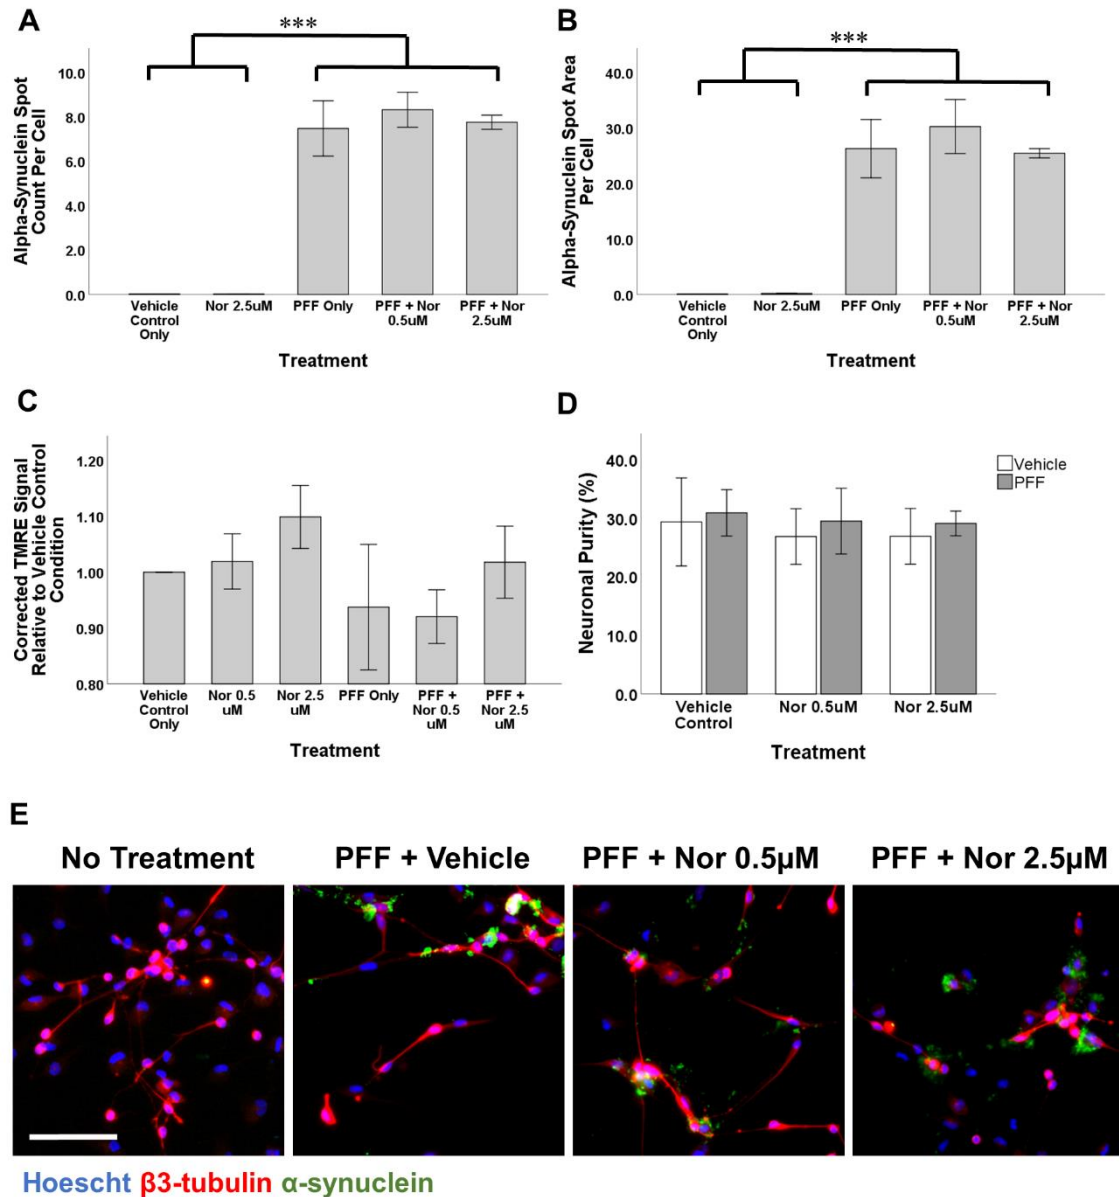 A
***
Alpha-Synuclein Spot
Count Per Cell
10.0
8.0
6.0
4.0
2.0
0.0
Vehicle
Control
Only
Nor 2.5uM
PFF Only
PFF + Nor
0.5uM
PFF + Nor
2.5uM
Treatment
B
***
Alpha-Synuclein Spot Area
Per Cell
40.0
30.0
20.0
10.0
0.0
Vehicle
Control
Only
Nor 2.5uM
PFF Only
PFF + Nor
0.5uM
PFF + Nor
2.5uM
Treatment
C
Corrected TMRE Signal
Relative to Vehicle Control
Condition
1.20
1.10
1.00
0.90
0.80
Vehicle
Control
Only
Nor 0.5
uM
Nor 2.5
uM
PFF Only
PFF +
Nor 0.5
uM
PFF +
Nor 2.5
uM
Treatment
D
Neuronal Purity (%)
40.0
30.0
20.0
10.0
0.0
Vehicle
Control
Nor 0.5uM
Nor 2.5uM
Treatment
Vehicle
PFF
E
No Treatment
PFF + Vehicle
PFF + Nor 0.5µM
PFF + Nor 2.5µM
Hoescht β3-tubulin α-synuclein